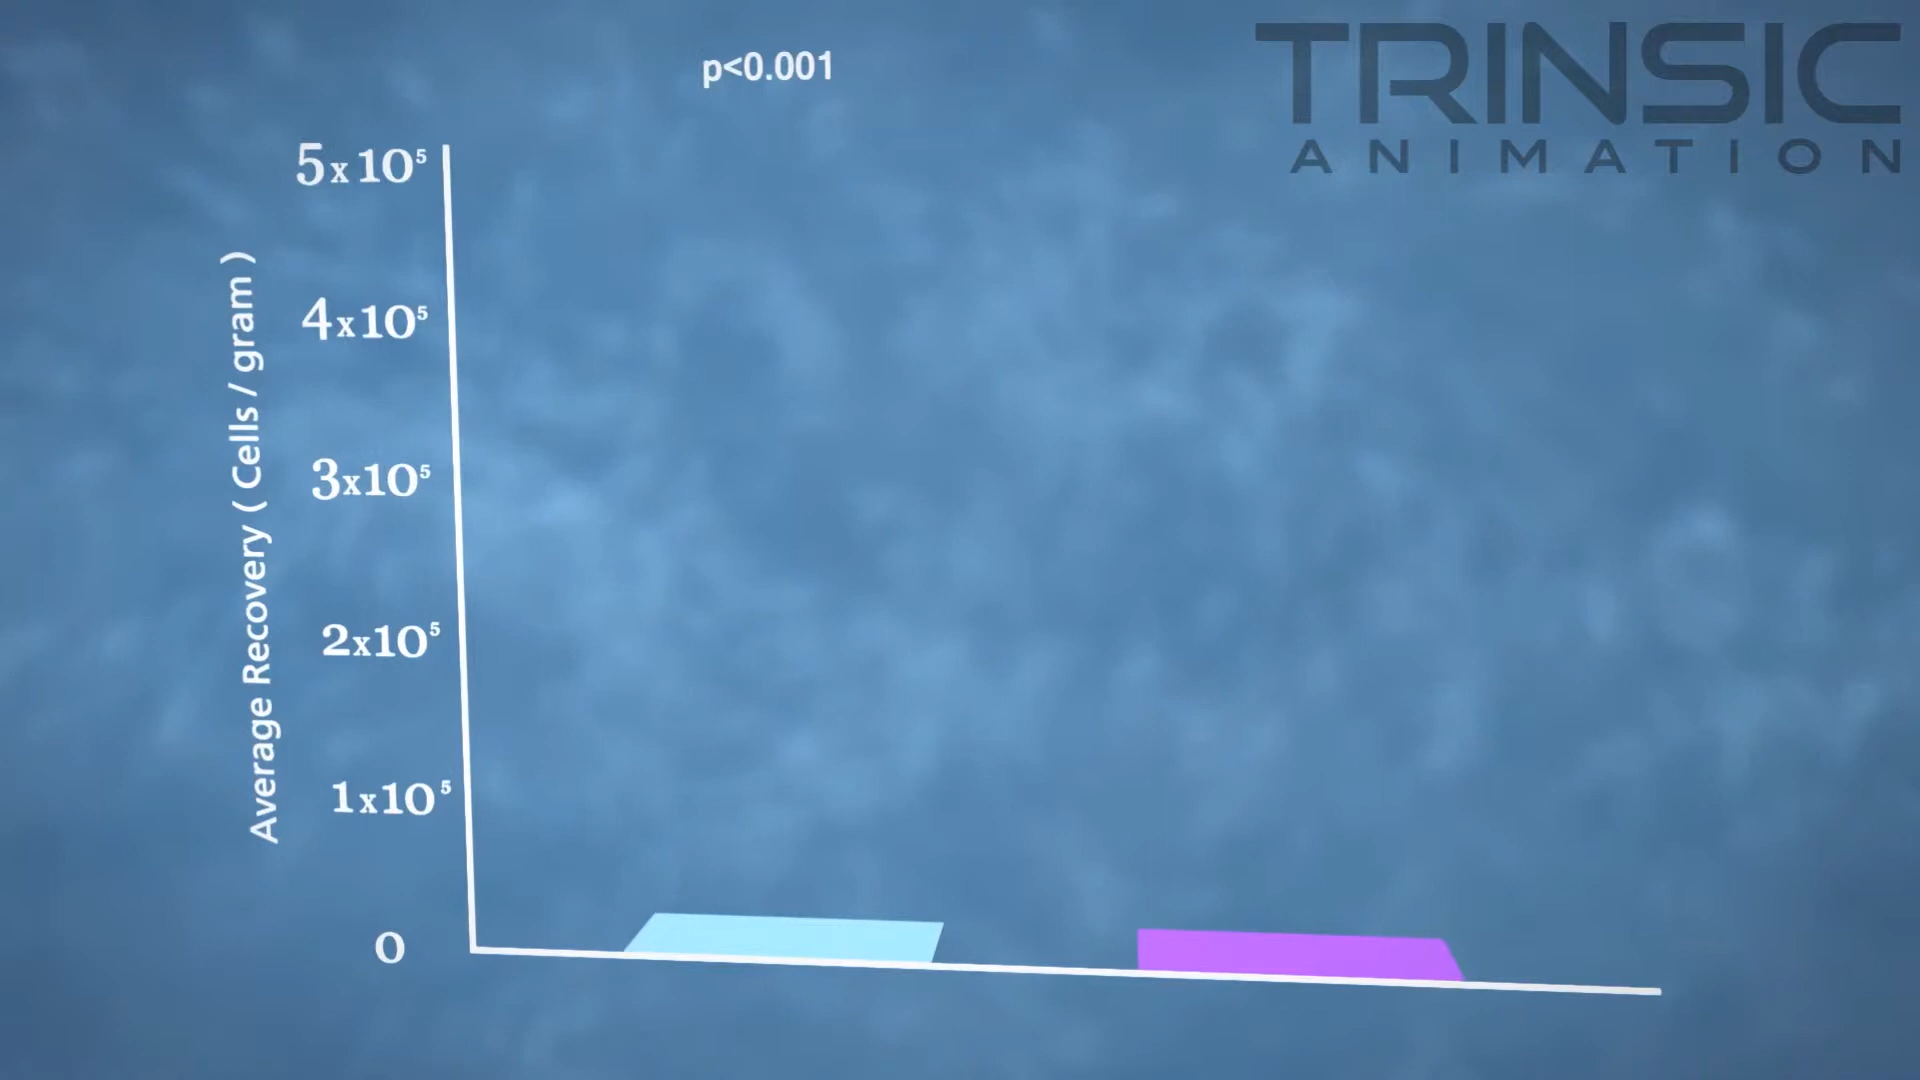 TRINSIC
ANIMATION
p<0.001
5x10⁵
4x10⁵
3x10⁵
2x10⁵
1x10⁵
0
Average Recovery ( Cells / gram )